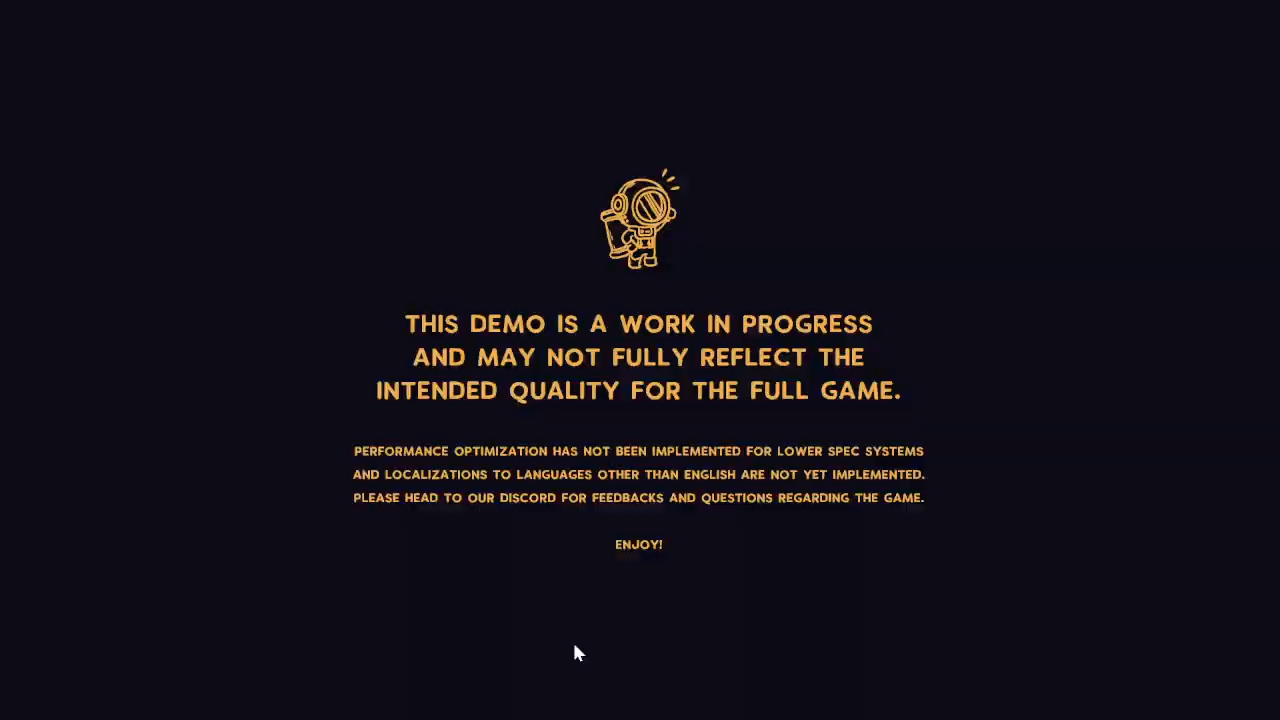 THIS DEMO IS A WORK IN PROGRESS
AND MAY NOT FULLY REFLECT THE
INTENDED QUALITY FOR THE FULL GAME.
PERFORMANCE OPTIMIZATION HAS NOT BEEN IMPLEMENTED FOR LOWER SPEC SYSTEMS
AND LOCALIZATIONS TO LANGUAGES OTHER THAN ENGLISH ARE NOT YET IMPLEMENTED.
PLEASE HEAD TO OUR DISCORD FOR FEEDBACKS AND QUESTIONS REGARDING THE GAME.
ENJOY!